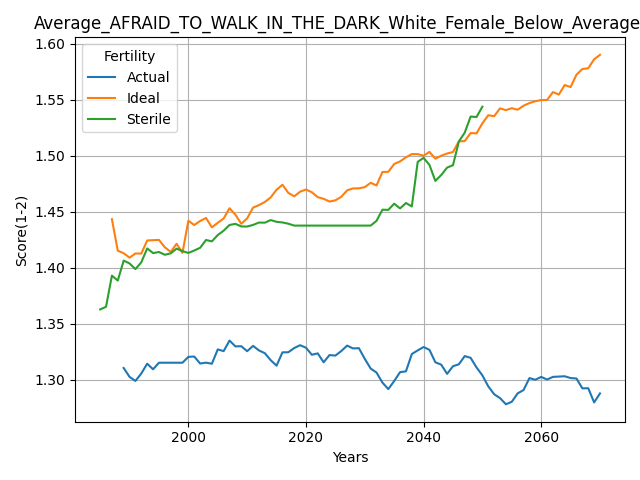 Average_AFRAID_TO_WALK_IN_THE_DARK_White_Female_Below_Average
Fertility
Actual
Ideal
Sterile
Score(1-2)
1.60
1.55
1.50
1.45
1.40
1.35
1.30
2000
2020
2040
2060
Years